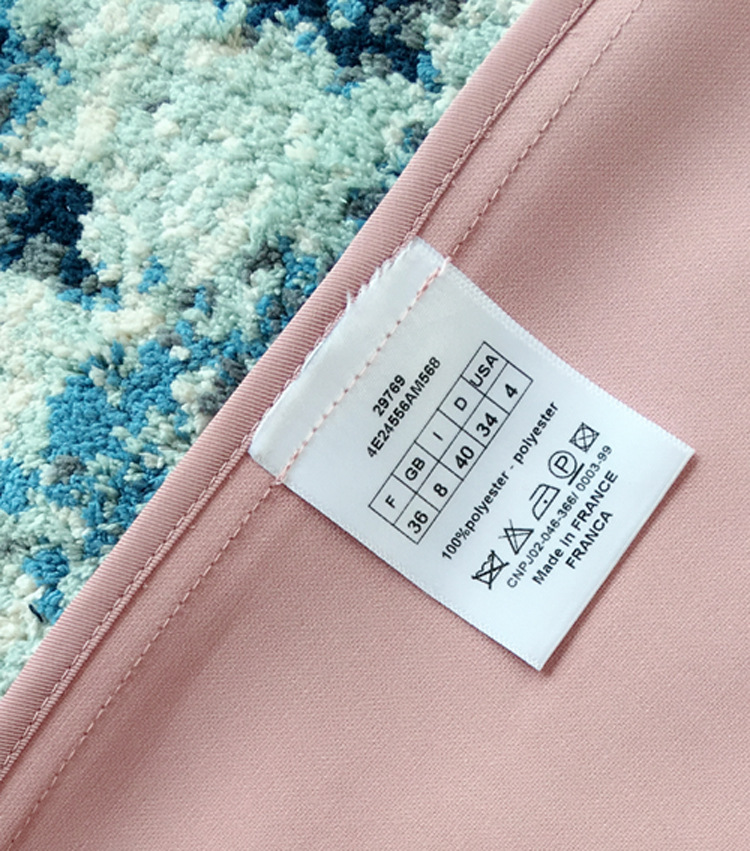 29769
4E24556AM568
F GB I D USA
36 8 40 34 4
100%polyester - polyester
P
CNPJ02-046-366/ 0003-99
Made in FRANCE
FRANCA